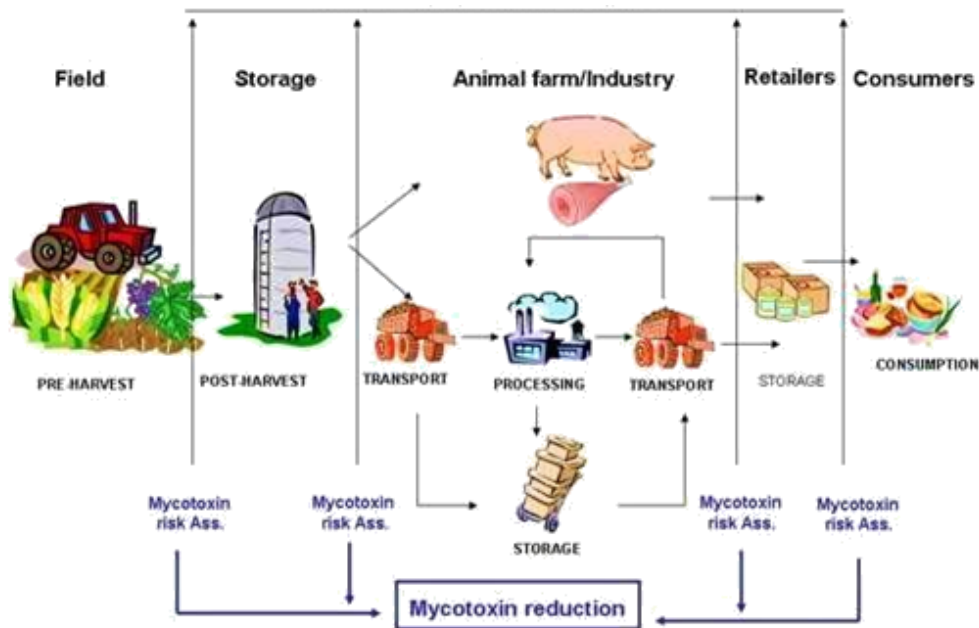 Field
Storage
Animal farm/Industry
Retailers
Consumers
PRE-HARVEST
POST-HARVEST
TRANSPORT
PROCESSING
TRANSPORT
STORAGE
CONSUMPTION
STORAGE
Mycotoxin
risk Ass.
Mycotoxin
risk Ass.
Mycotoxin
risk Ass.
Mycotoxin
risk Ass.
Mycotoxin reduction